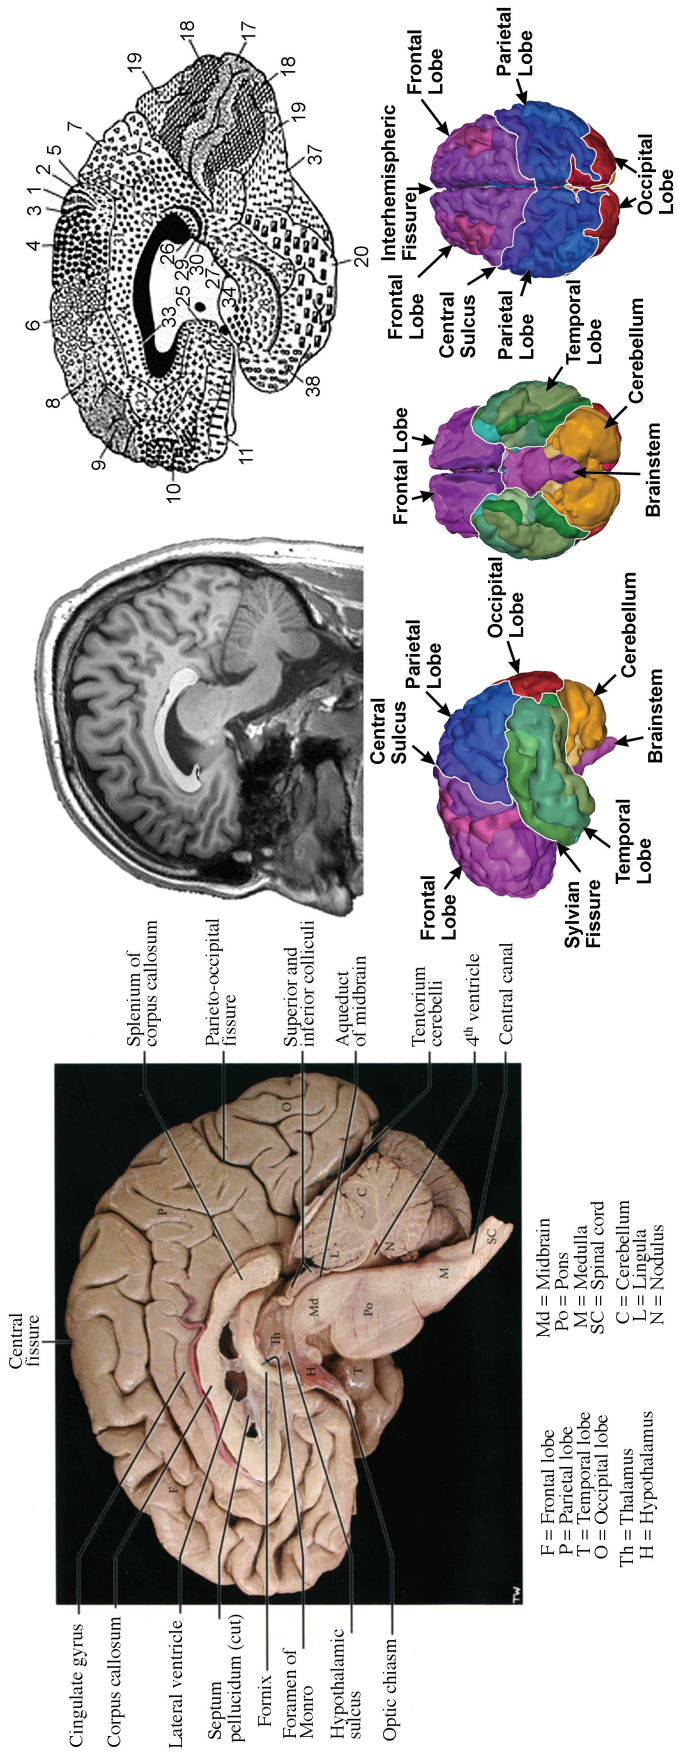 Central
fissure
Cingulate gyrus
Corpus callosum
Lateral ventricle
Septum
pellucidum (cut)
Fornix
Foramen of
Monro
Hypothalamic
sulcus
Optic chiasm
Splenium of
corpus callosum
Parieto-occipital
fissure
Superior and
inferior colliculi
Aqueduct
of midbrain
Tentorium
cerebelli
4th ventricle
Central canal
F
P
O
Th
Md
H
T
Po
L
C
N
M
SC
TW
F = Frontal lobe
P = Parietal lobe
T = Temporal lobe
O = Occipital lobe
Th = Thalamus
H = Hypothalamus
Md = Midbrain
Po = Pons
M = Medulla
SC = Spinal cord
C = Cerebellum
L = Lingula
N = Nodulus
4
3
1
2
5
7
19
18
17
18
19
37
20
38
11
10
9
8
6
33
25
26
29
30
27
34
23
31
32
Frontal
Lobe
Central
Sulcus
Parietal
Lobe
Occipital
Lobe
Cerebellum
Brainstem
Temporal
Lobe
Sylvian
Fissure
Frontal Lobe
Temporal
Lobe
Cerebellum
Brainstem
Interhemispheric
Fissure
Frontal
Lobe
Parietal
Lobe
Frontal
Lobe
Central
Sulcus
Parietal
Lobe
Occipital
Lobe